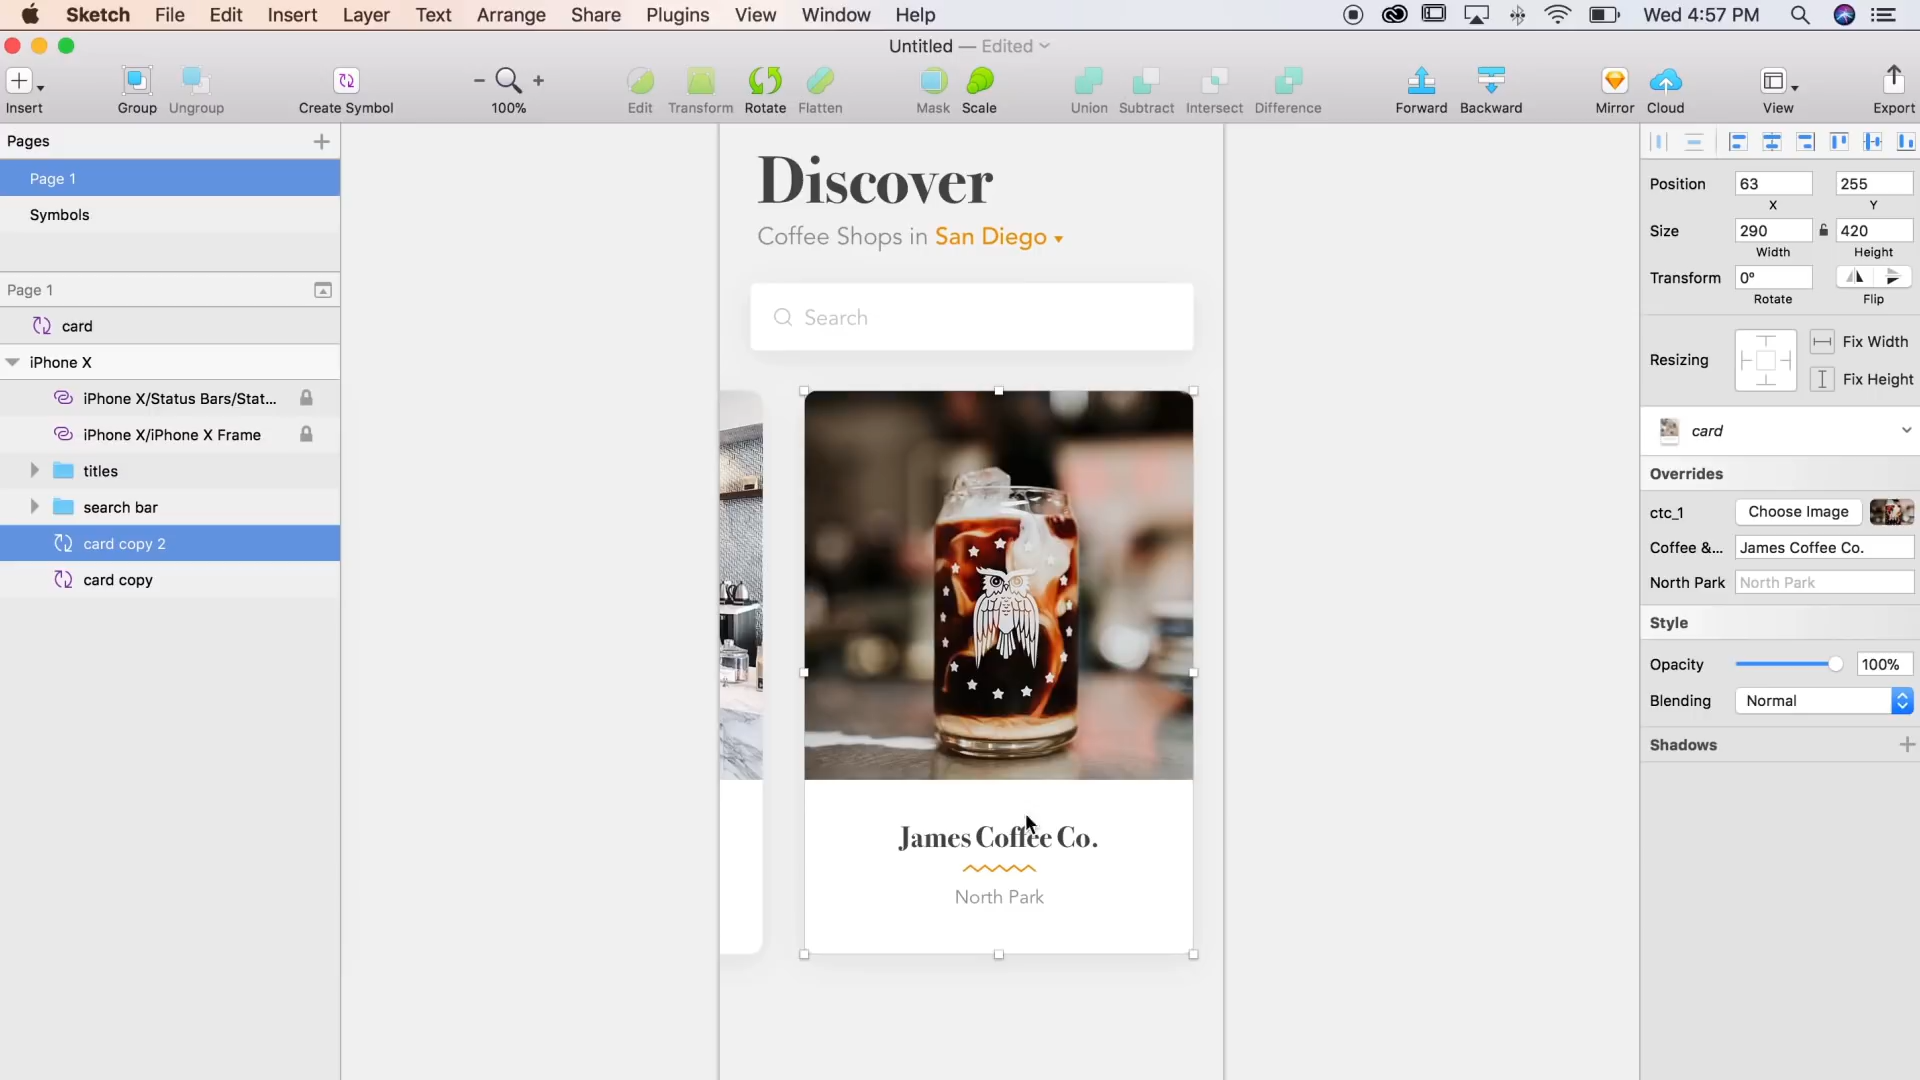 Sketch File Edit Insert Layer Text Arrange Share Plugins View Window Help Wed 4:57 PM
Untitled — Edited
Insert Group Ungroup Create Symbol 100% Edit Transform Rotate Flatten Mask Scale Union Subtract Intersect Difference Forward Backward Mirror Cloud View Export
Pages
Page 1
Symbols
Page 1
card
iPhone X
iPhone X/Status Bars/Stat...
iPhone X/iPhone X Frame
titles
search bar
card copy 2
card copy
Discover
Coffee Shops in San Diego
Search
James Coffee Co.
North Park
Position 63 255
X Y
Size 290 420
Width Height
Transform 0°
Rotate Flip
Resizing Fix Width
Fix Height
card
Overrides
ctc_1 Choose Image
Coffee &... James Coffee Co.
North Park North Park
Style
Opacity 100%
Blending Normal
Shadows